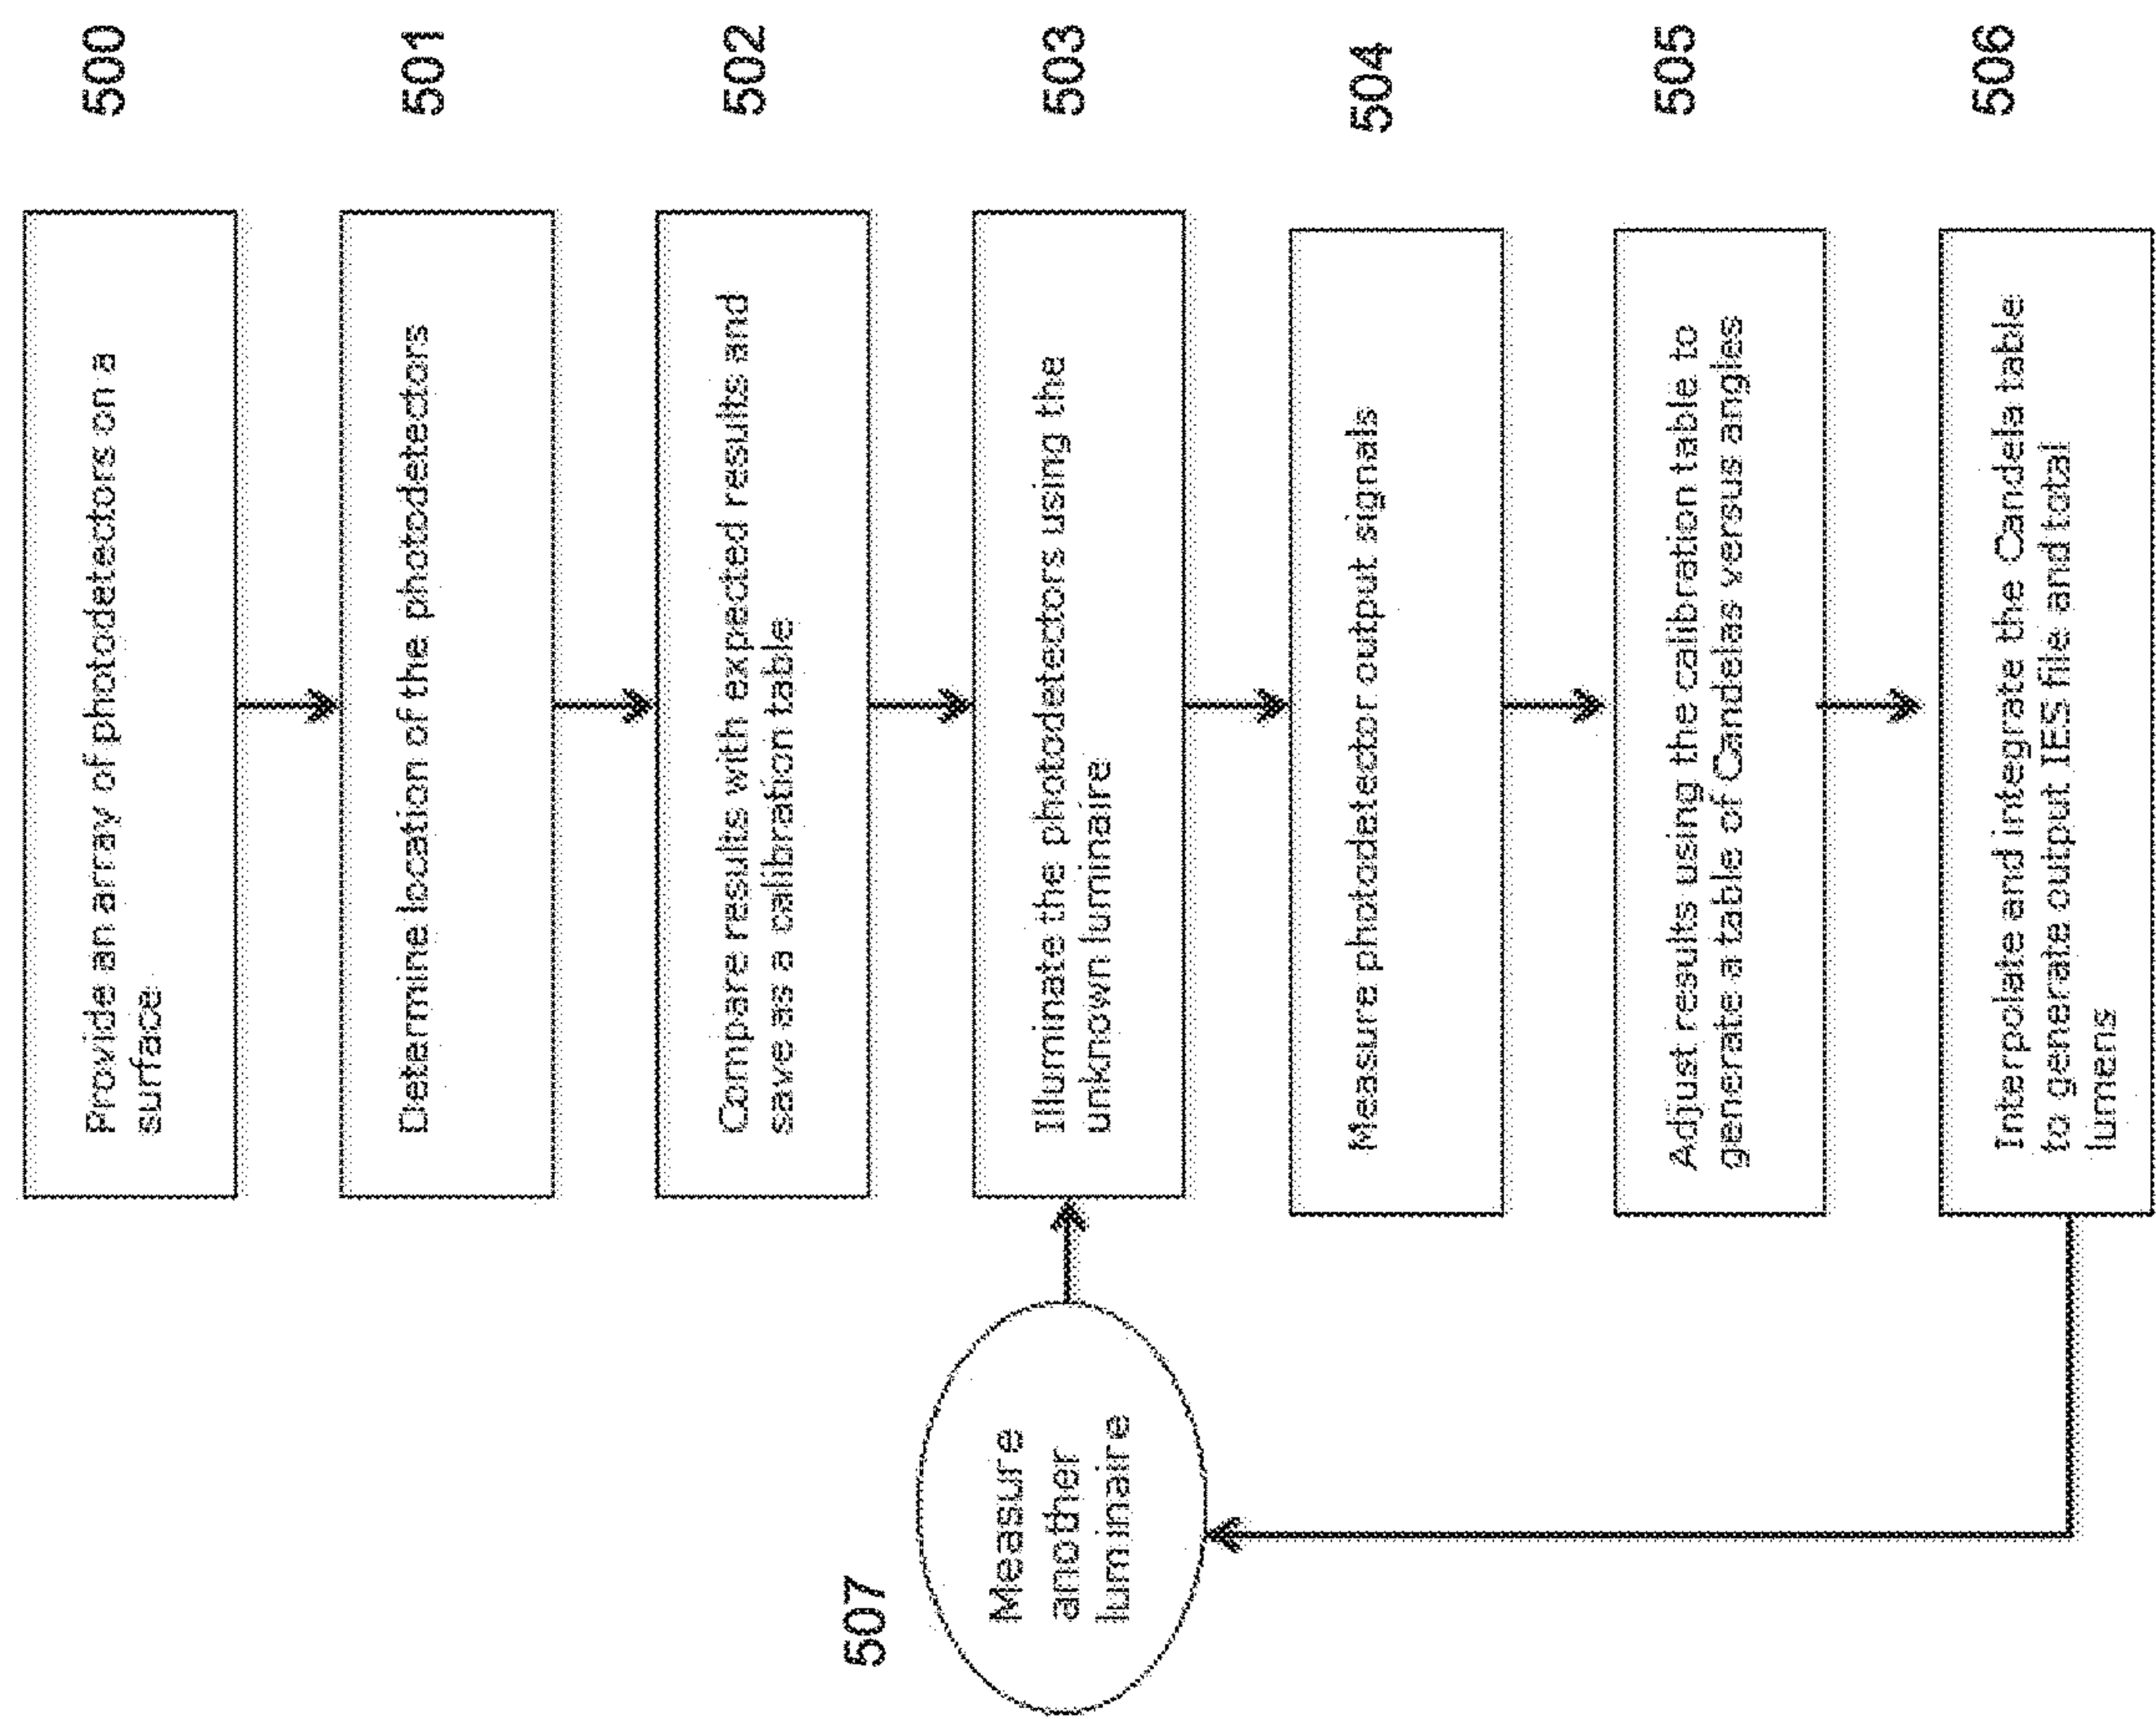 Provide an array of photodetectors on a
surface
500
Determine location of the photodetectors
501
Compare results with expected results and
save as a calibration table
502
Illuminate the photodetectors using the
unknown luminaire
503
Measure photodetector output signals
504
Adjust results using the calibration table to
generate a table of Candelas versus angles
505
Interpolate and integrate the Candela table
to generate output IES file and total
lumens
506
507
Measure
another
luminaire